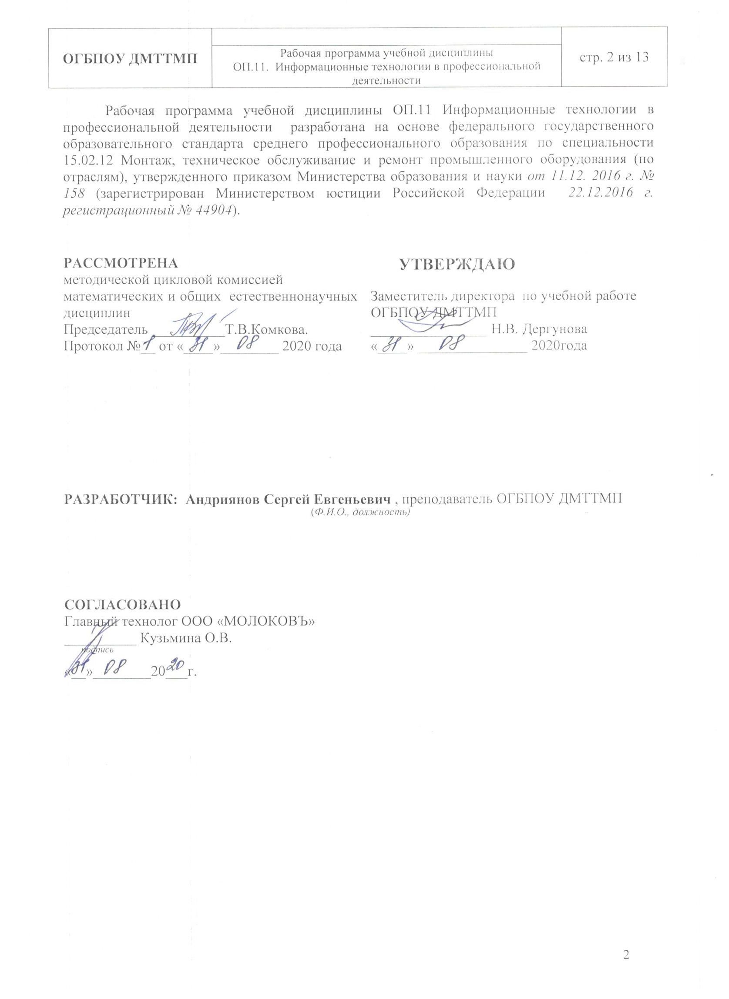 ОГБПОУ ДМТТМП
Рабочая программа учебной дисциплины
ОП.11. Информационные технологии в профессиональной
деятельности
стр. 2 из 13
Рабочая программа учебной дисциплины ОП.11 Информационные технологии в
профессиональной деятельности разработана на основе федерального государственного
образовательного стандарта среднего профессионального образования по специальности
15.02.12 Монтаж, техническое обслуживание и ремонт промышленного оборудования (по
отраслям), утвержденного приказом Министерства образования и науки от 11.12. 2016 г. №
158 (зарегистрирован Министерством юстиции Российской Федерации 22.12.2016 г.
регистрационный № 44904).
РАССМОТРЕНА
методической цикловой комиссией
математических и общих естественнонаучных
дисциплин
Председатель __________ Т.В.Комкова.
Протокол № 1 от « 31 » 08 2020 года
УТВЕРЖДАЮ
Заместитель директора по учебной работе
ОГБПОУ ДМТТМП
________________ Н.В. Дергунова
« 31 » 08 2020года
РАЗРАБОТЧИК: Андриянов Сергей Евгеньевич , преподаватель ОГБПОУ ДМТТМП
(Ф.И.О., должность)
СОГЛАСОВАНО
Главный технолог ООО «МОЛОКОВЪ»
__________ Кузьмина О.В.
подпись
«31» 08 2020 г.
2